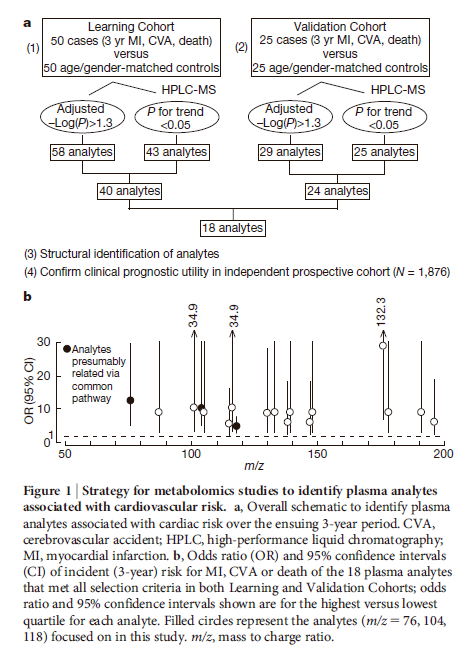 a
Learning Cohort
(1) 50 cases (3 yr MI, CVA, death)
versus
50 age/gender-matched controls
HPLC-MS
Adjusted
–Log(P)>1.3
P for trend
<0.05
58 analytes
43 analytes
40 analytes
Validation Cohort
(2) 25 cases (3 yr MI, CVA, death)
versus
25 age/gender-matched controls
HPLC-MS
Adjusted
–Log(P)>1.3
P for trend
<0.05
29 analytes
25 analytes
24 analytes
18 analytes
(3) Structural identification of analytes
(4) Confirm clinical prognostic utility in independent prospective cohort (N = 1,876)
b
34.9
34.9
132.3
OR (95% CI)
30
20
10
1
0
Analytes
presumably
related via
common
pathway
50
100
150
200
m/z
Figure 1 | Strategy for metabolomics studies to identify plasma analytes
associated with cardiovascular risk. a, Overall schematic to identify plasma
analytes associated with cardiac risk over the ensuing 3-year period. CVA,
cerebrovascular accident; HPLC, high-performance liquid chromatography;
MI, myocardial infarction. b, Odds ratio (OR) and 95% confidence intervals
(CI) of incident (3-year) risk for MI, CVA or death of the 18 plasma analytes
that met all selection criteria in both Learning and Validation Cohorts; odds
ratio and 95% confidence intervals shown are for the highest versus lowest
quartile for each analyte. Filled circles represent the analytes (m/z = 76, 104,
118) focused on in this study. m/z, mass to charge ratio.